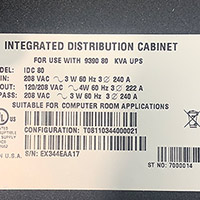 INTEGRATED DISTRIBUTION CABINET
FOR USE WITH 9390 80 KVA UPS
DEL: IDC 80
IN: 208 VAC ~ 3 W 60 Hz 3 ∅ 240 A
OUT: 120/208 VAC ~ 4W 60 Hz 3 ∅ 222 A
PASS: 208 VAC ~ 3 W 60 Hz 3 ∅ 240 A
SUITABLE FOR COMPUTER ROOM APPLICATIONS
CONFIGURATION: T08110344000021
N U.S.A. S/N: EX344EAA17 ST NO: 7000014